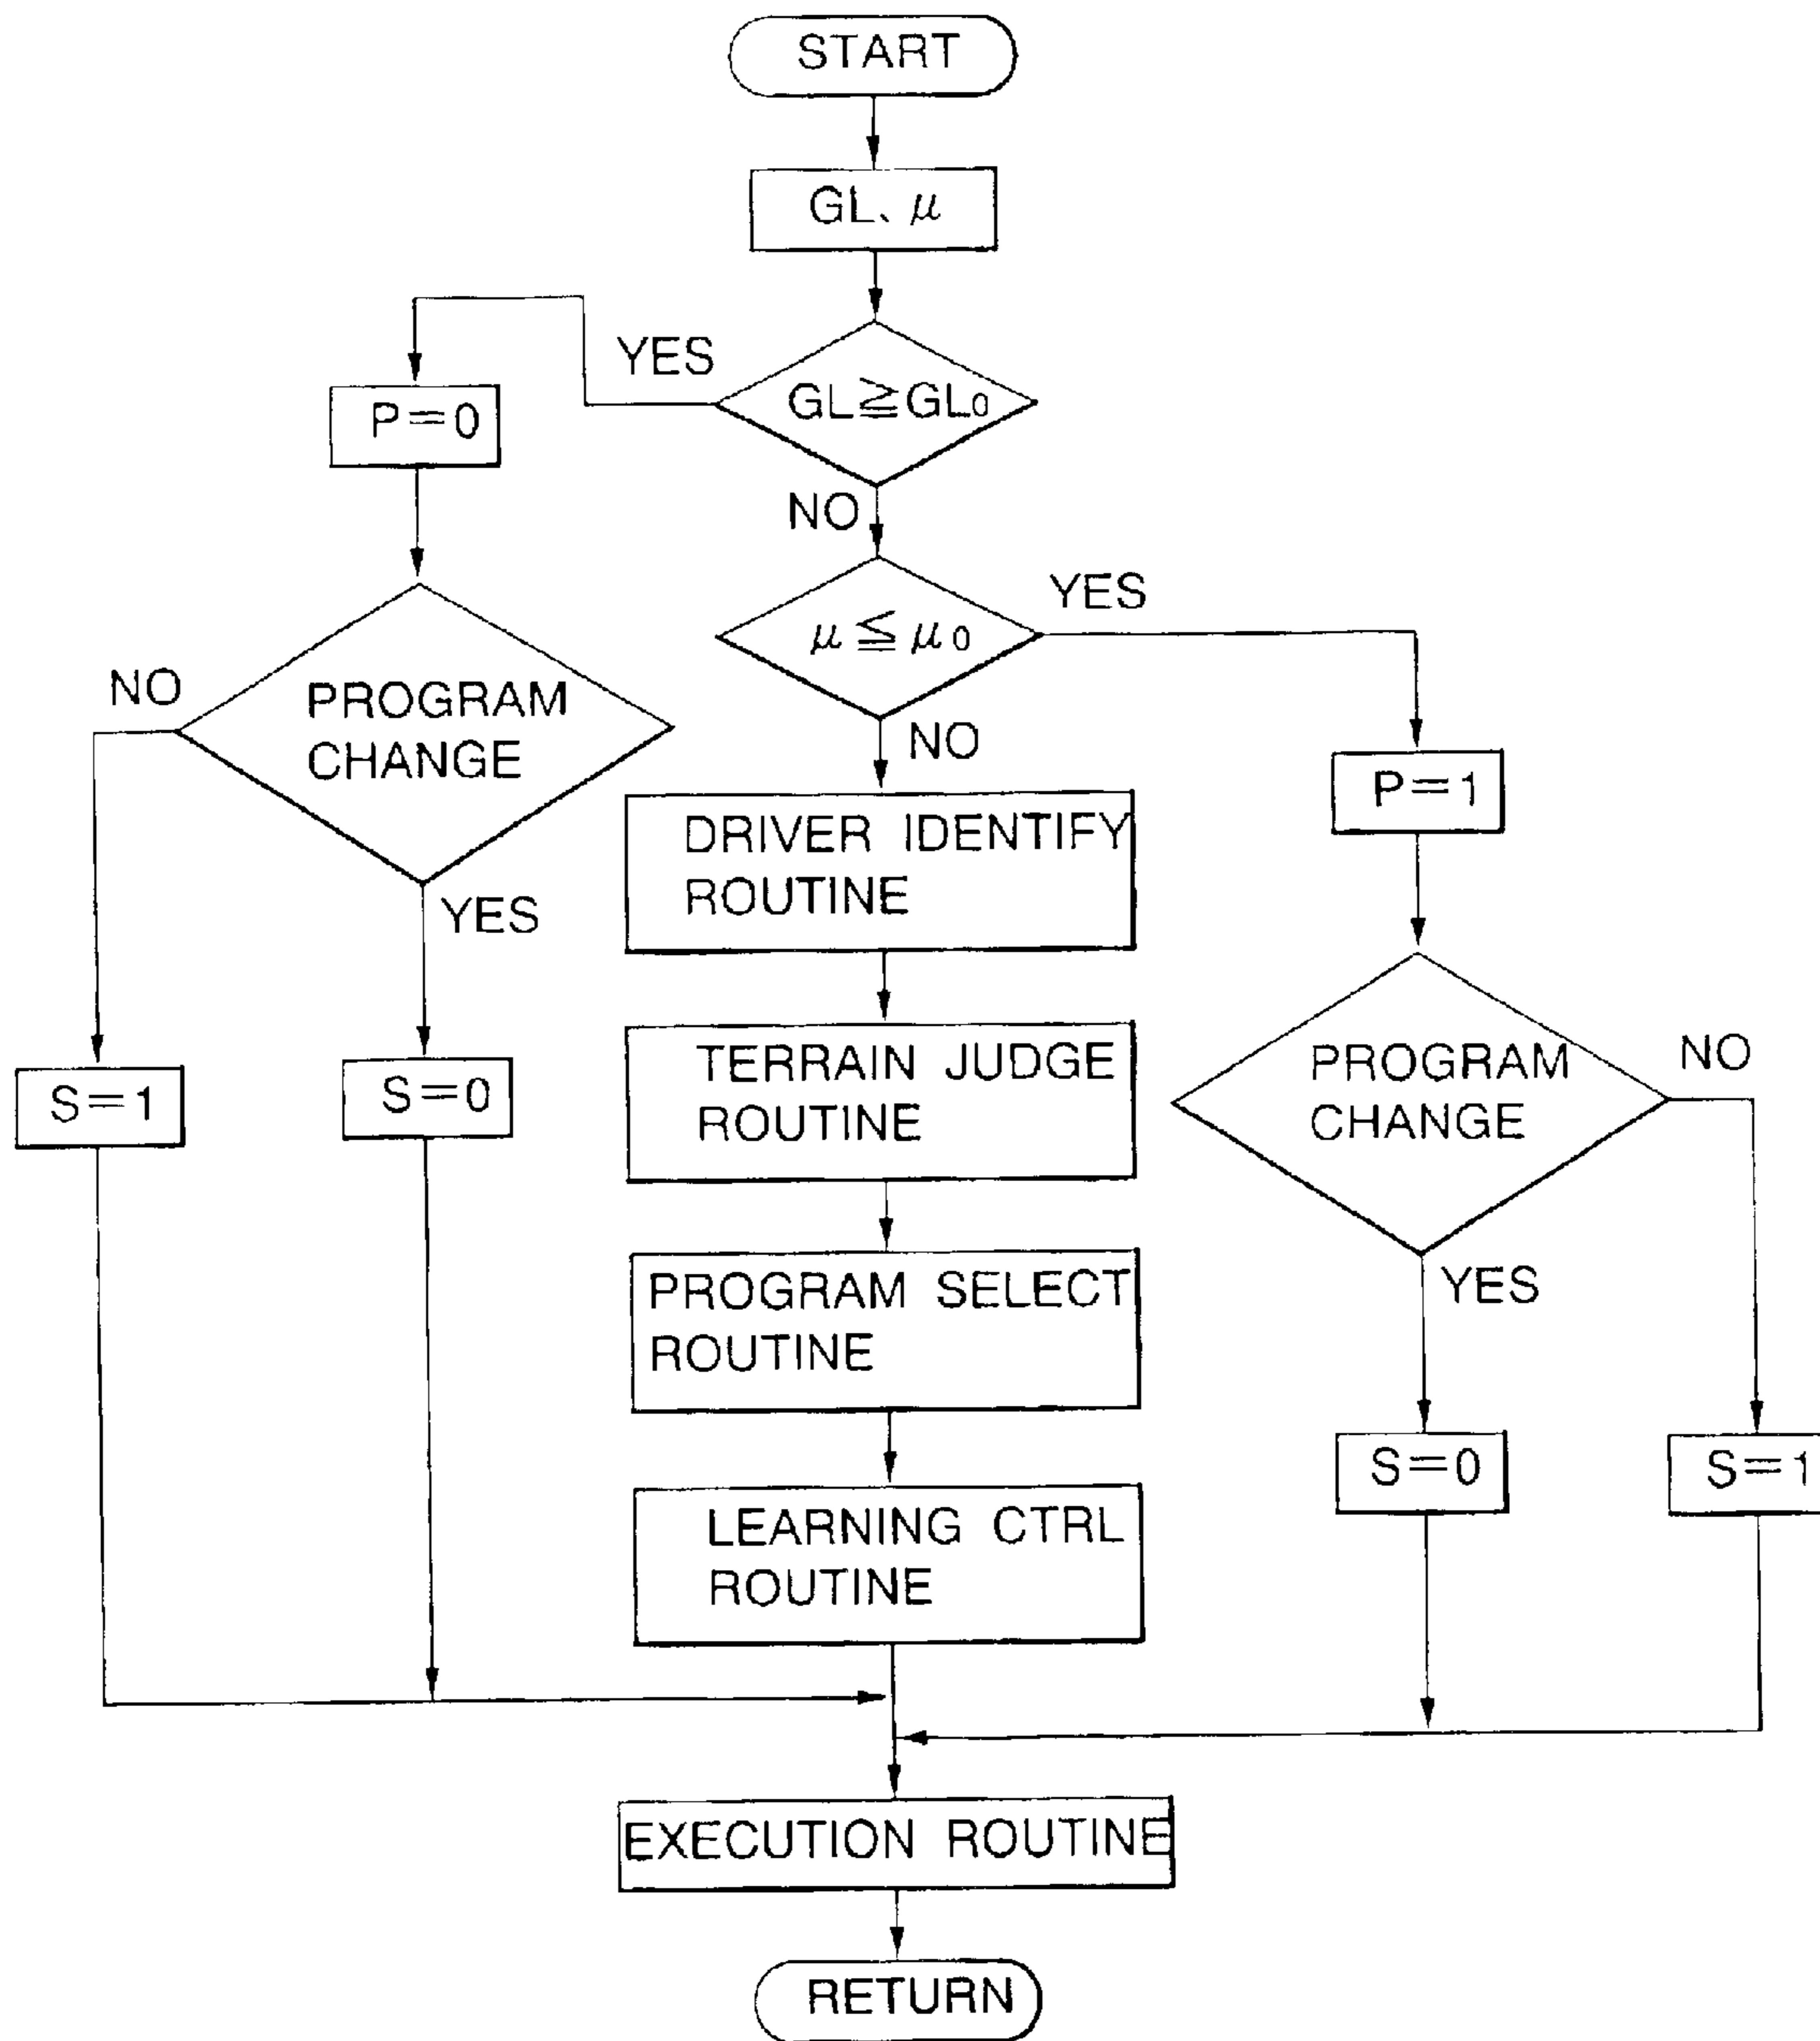 START
GL、μ
YES
GL≧GL0
P=0
NO
YES
μ≦μ0
NO
PROGRAM
CHANGE
NO
P=1
DRIVER IDENTIFY
ROUTINE
YES
TERRAIN JUDGE
ROUTINE
NO
PROGRAM
CHANGE
S=1
S=0
PROGRAM SELECT
ROUTINE
YES
S=0
S=1
LEARNING CTRL
ROUTINE
EXECUTION ROUTINE
RETURN